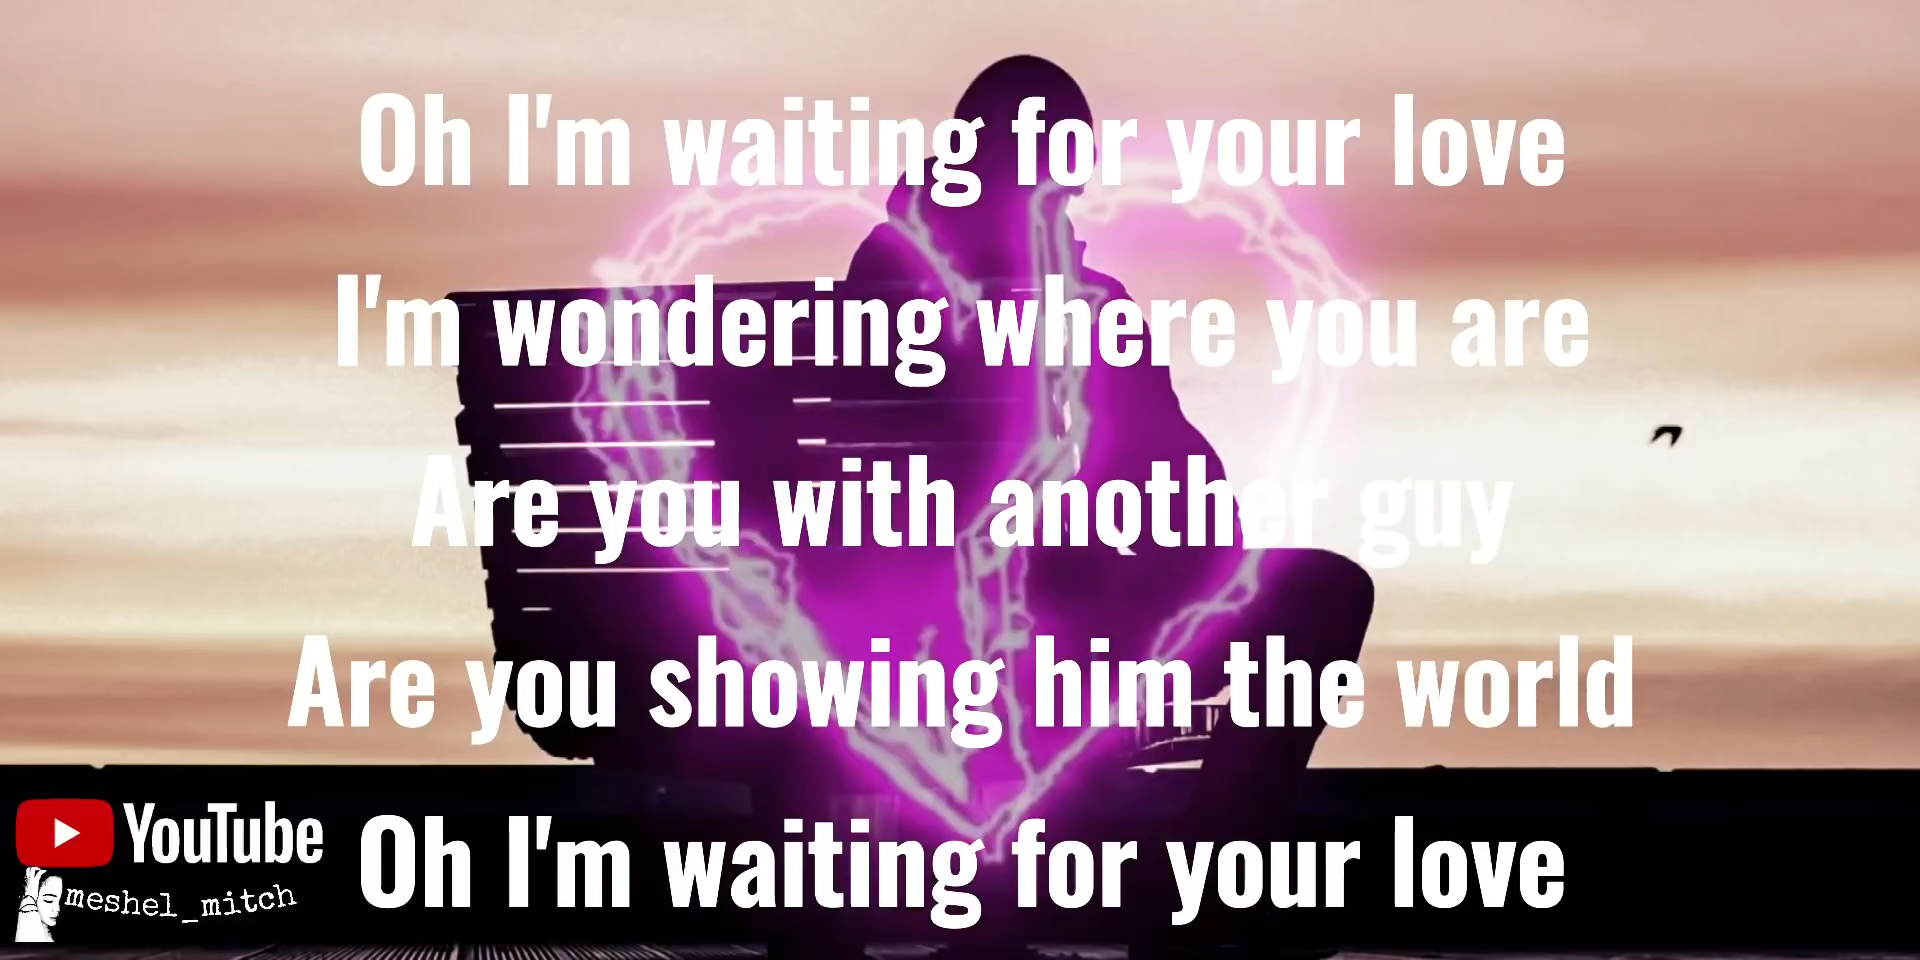 Oh I'm waiting for your love
I'm wondering where you are
Are you with another guy
Are you showing him the world
Oh I'm waiting for your love
YouTube
meshel_mitch